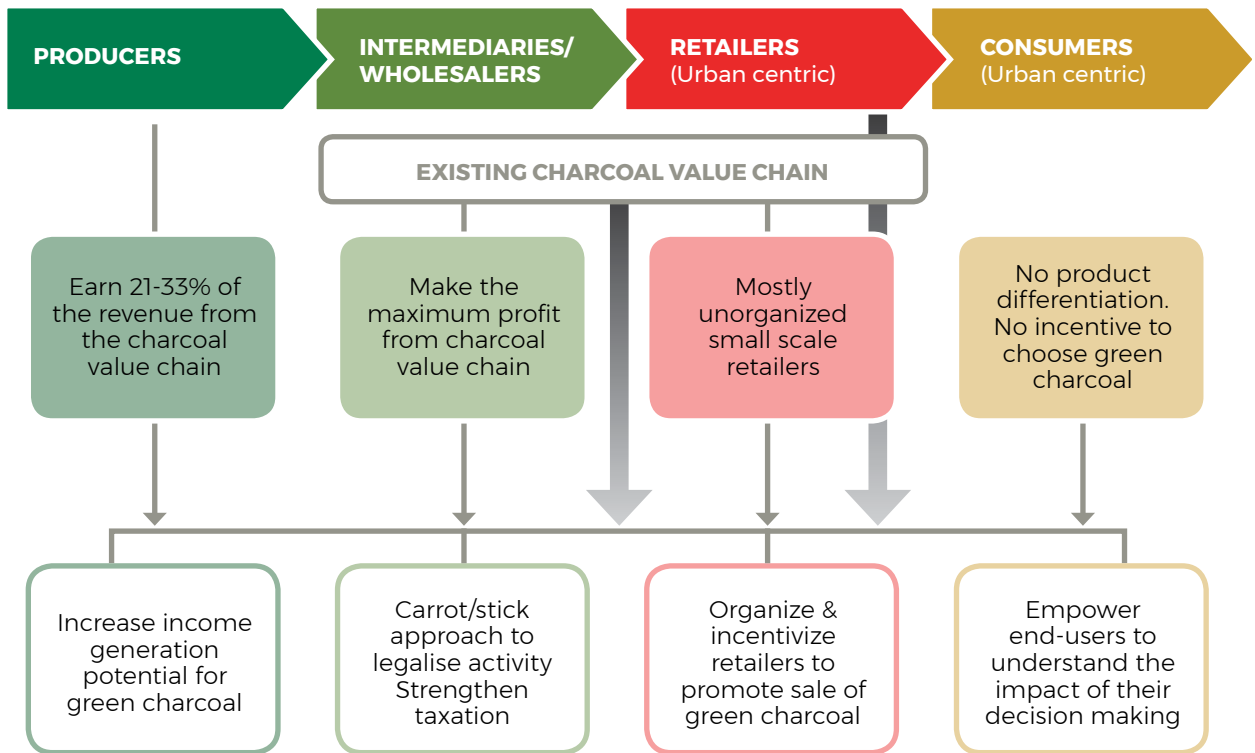 PRODUCERS
INTERMEDIARIES/
WHOLESALERS
RETAILERS
(Urban centric)
CONSUMERS
(Urban centric)
EXISTING CHARCOAL VALUE CHAIN
Earn 21-33% of
the revenue from
the charcoal
value chain
Make the
maximum profit
from charcoal
value chain
Mostly
unorganized
small scale
retailers
No product
differentiation.
No incentive to
choose green
charcoal
Increase income
generation
potential for
green charcoal
Carrot/stick
approach to
legalise activity
Strengthen
taxation
Organize &
incentivize
retailers to
promote sale of
green charcoal
Empower
end-users to
understand the
impact of their
decision making